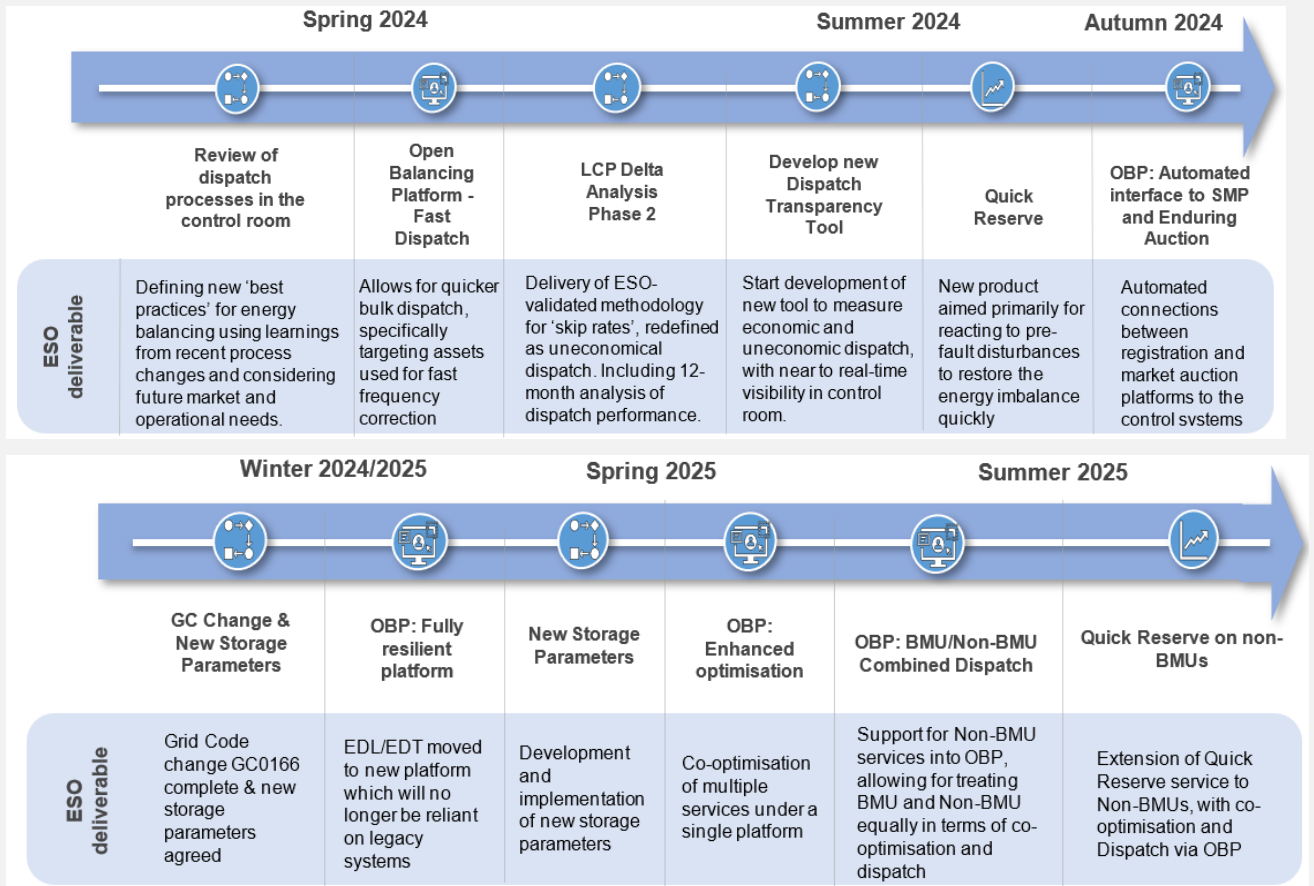 Spring 2024
Summer 2024
Autumn 2024
Review of
dispatch
processes in the
control room
Open
Balancing
Platform -
Fast
Dispatch
LCP Delta
Analysis
Phase 2
Develop new
Dispatch
Transparency
Tool
Quick
Reserve
OBP: Automated
interface to SMP
and Enduring
Auction
ESO
deliverable
Defining new ‘best
practices’ for energy
balancing using learnings
from recent process
changes and considering
future market and
operational needs.
Allows for quicker
bulk dispatch,
specifically
targeting assets
used for fast
frequency
correction
Delivery of ESO-
validated methodology
for ‘skip rates’, redefined
as uneconomical
dispatch. Including 12-
month analysis of
dispatch performance.
Start development of
new tool to measure
economic and
uneconomic dispatch,
with near to real-time
visibility in control
room.
New product
aimed primarily for
reacting to pre-
fault disturbances
to restore the
energy imbalance
quickly
Automated
connections
between
registration and
market auction
platforms to the
control systems
Winter 2024/2025
Spring 2025
Summer 2025
GC Change &
New Storage
Parameters
OBP: Fully
resilient
platform
New Storage
Parameters
OBP:
Enhanced
optimisation
OBP: BMU/Non-BMU
Combined Dispatch
Quick Reserve on non-
BMUs
ESO
deliverable
Grid Code
change GC0166
complete & new
storage
parameters
agreed
EDL/EDT moved
to new platform
which will no
longer be reliant
on legacy
systems
Development
and
implementation
of new storage
parameters
Co-optimisation
of multiple
services under a
single platform
Support for Non-BMU
services into OBP,
allowing for treating
BMU and Non-BMU
equally in terms of co-
optimisation and
dispatch
Extension of Quick
Reserve service to
Non-BMUs, with co-
optimisation and
Dispatch via OBP